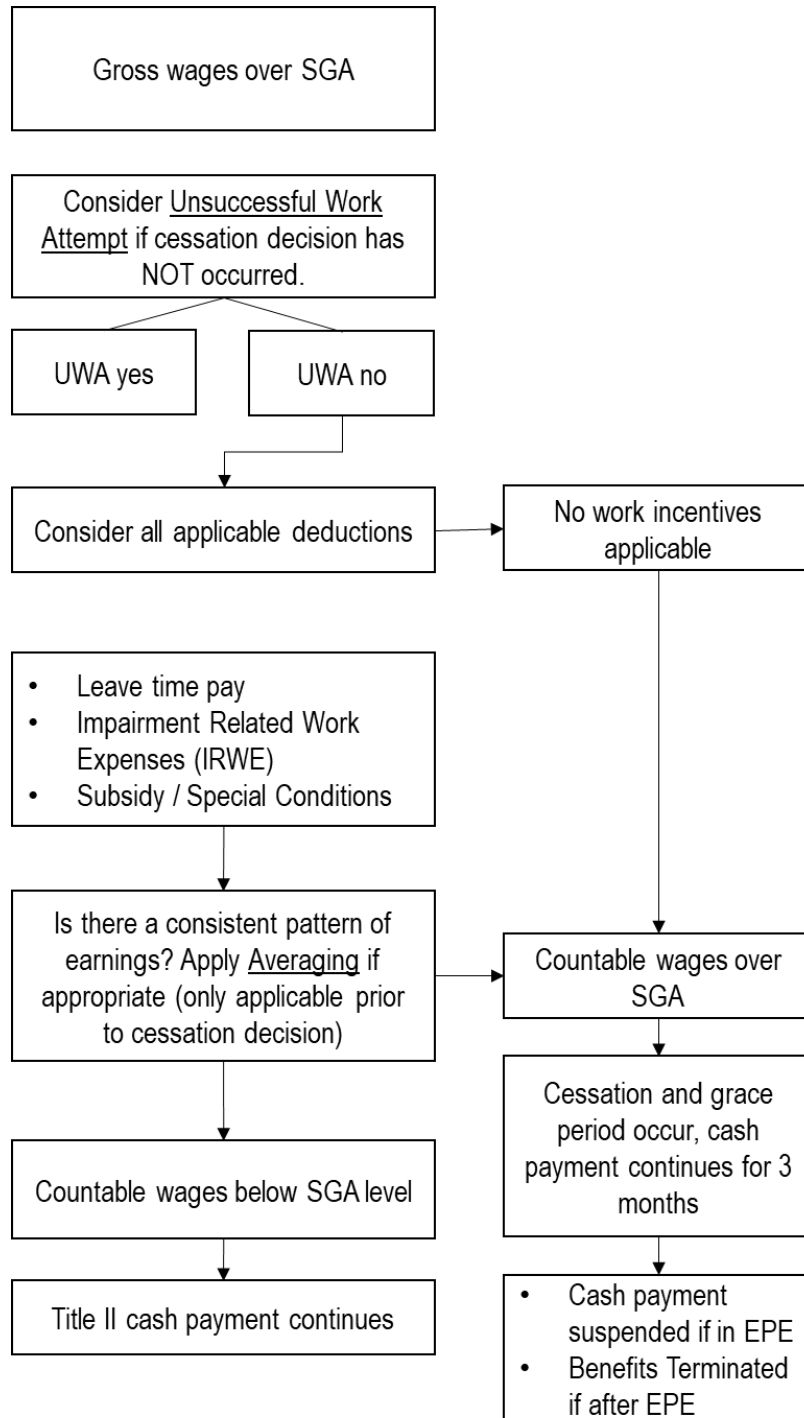 Gross wages over SGA
Consider Unsuccessful Work
Attempt if cessation decision has
NOT occurred.
UWA yes
UWA no
Consider all applicable deductions
No work incentives
applicable
• Leave time pay
• Impairment Related Work
Expenses (IRWE)
• Subsidy / Special Conditions
Is there a consistent pattern of
earnings? Apply Averaging if
appropriate (only applicable prior
to cessation decision)
Countable wages over
SGA
Cessation and grace
period occur, cash
payment continues for 3
months
Countable wages below SGA level
Title II cash payment continues
• Cash payment
suspended if in EPE
• Benefits Terminated
if after EPE